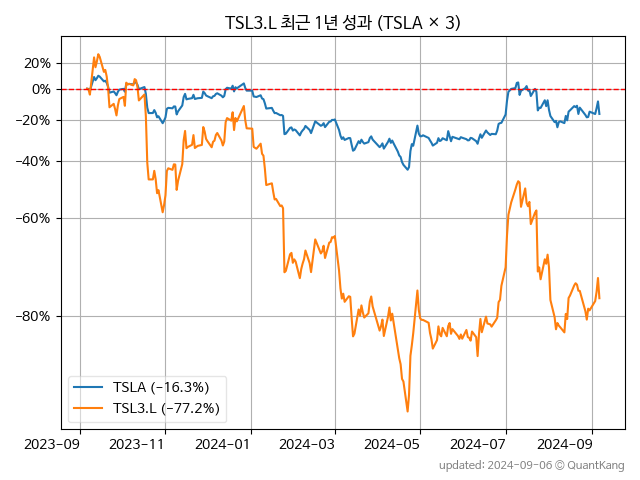 TSL3.L 최근 1년 성과 (TSLA × 3)
20%
0%
−20%
−40%
−60%
−80%
TSLA (−16.3%)
TSL3.L (−77.2%)
2023−09 2023−11 2024−01 2024−03 2024−05 2024−07 2024−09
updated: 2024-09-06 © QuantKang